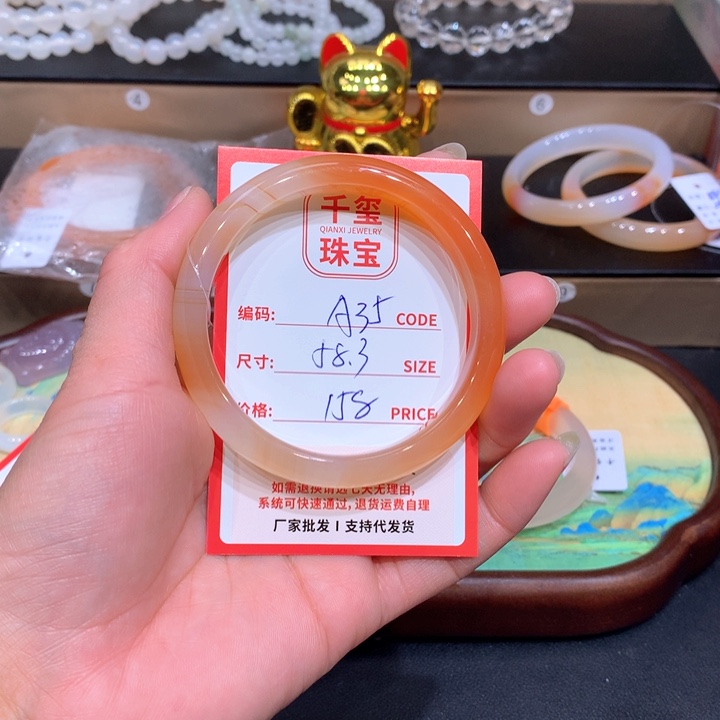 千玺
QIANXI JEWELRY
珠宝
编码: A35 CODE
尺寸: 58.3 SIZE
价格: 158 PRICE
如需退换请选七天无理由,
系统可快速通过,退货运费自理
厂家批发 I 支持代发货
4
6